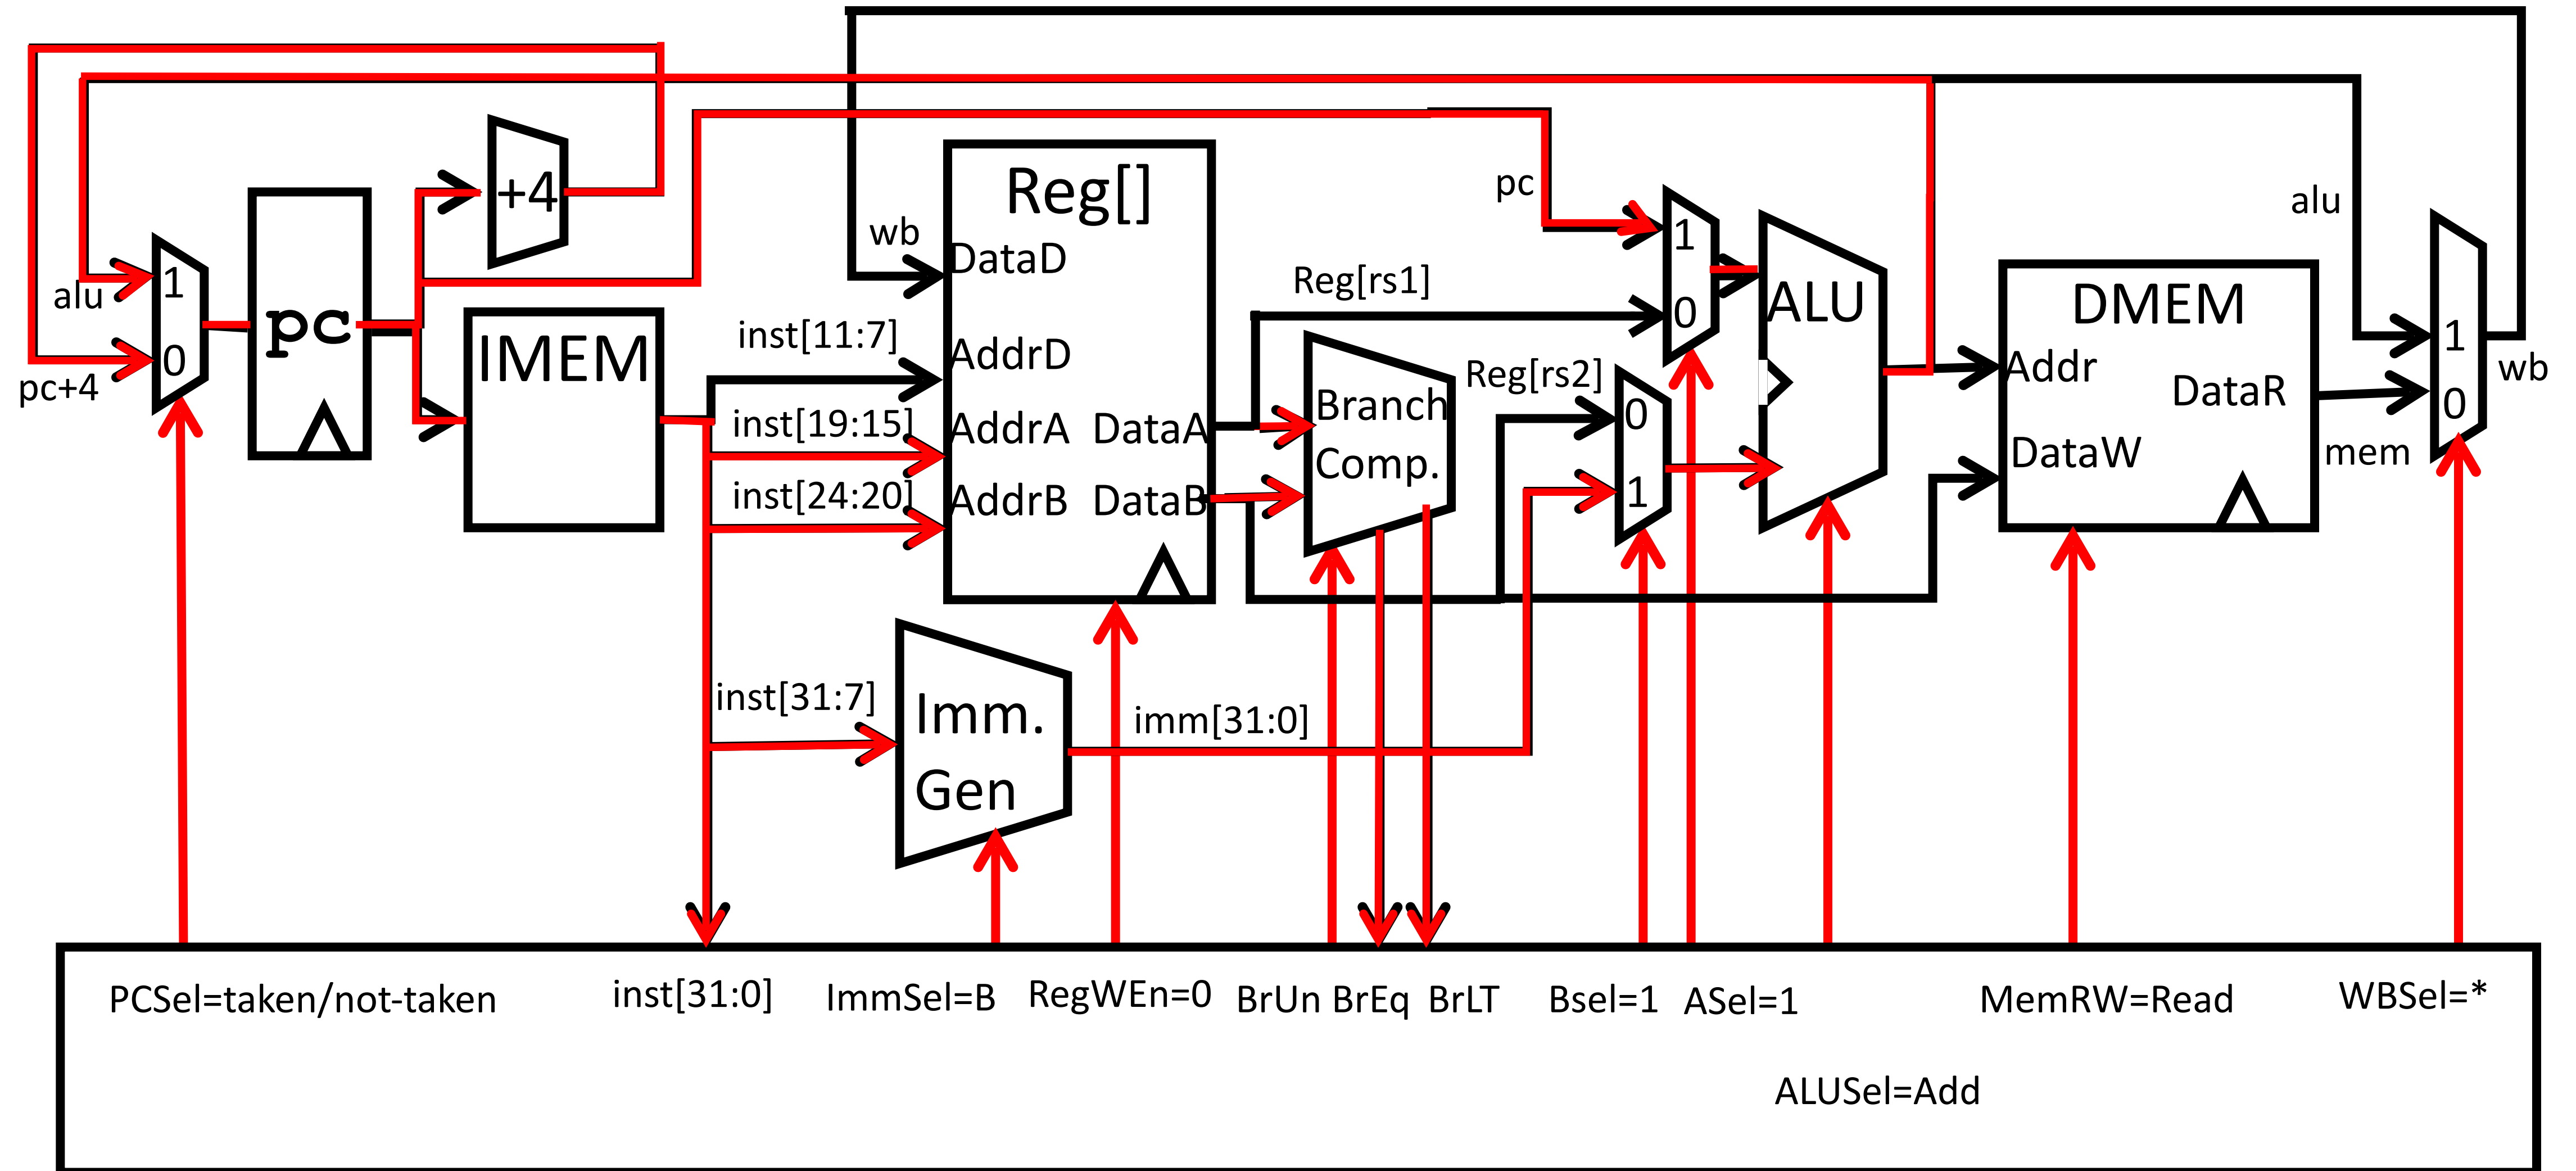 Reg[]
+4
pc
wb
DataD
pc
1
alu
1
alu
Reg[rs1]
ALU
DMEM
pc
0
inst[11:7]
IMEM
AddrD
0
1
wb
pc+4
Reg[rs2]
Addr
DataR
0
inst[19:15]
AddrA
DataA
Branch
Comp.
0
mem
DataW
inst[24:20]
AddrB
DataB
1
inst[31:7]
Imm.
Gen
imm[31:0]
PCSel=taken/not-taken
inst[31:0]
ImmSel=B
RegWEn=0
BrUn
BrEq
BrLT
Bsel=1
ASel=1
MemRW=Read
WBSel=*
ALUSel=Add